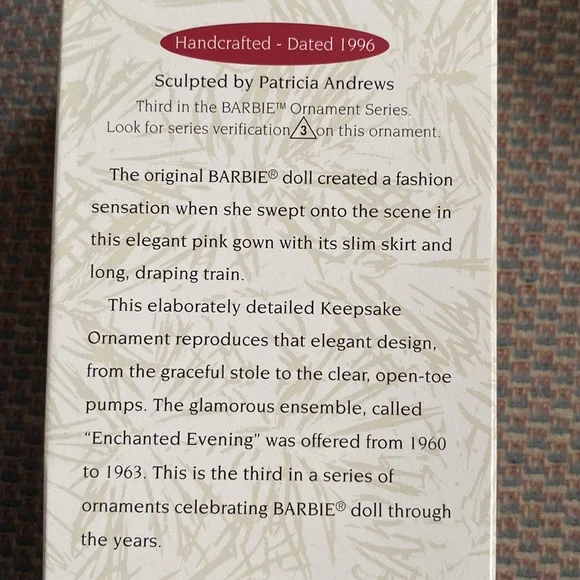 Handcrafted - Dated 1996
Sculpted by Patricia Andrews
Third in the BARBIE™ Ornament Series.
Look for series verification 3 on this ornament.
The original BARBIE® doll created a fashion
sensation when she swept onto the scene in
this elegant pink gown with its slim skirt and
long, draping train.
This elaborately detailed Keepsake
Ornament reproduces that elegant design,
from the graceful stole to the clear, open-toe
pumps. The glamorous ensemble, called
“Enchanted Evening” was offered from 1960
to 1963. This is the third in a series of
ornaments celebrating BARBIE® doll through
the years.